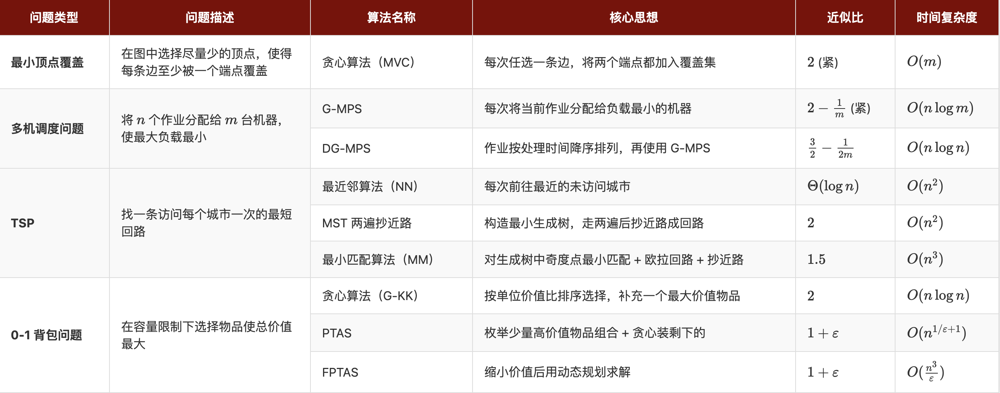 问题类型 问题描述 算法名称 核心思想 近似比 时间复杂度
最小顶点覆盖
在图中选择尽量少的顶点，使得
每条边至少被一个端点覆盖
贪心算法（MVC） 每次任选一条边，将两个端点都加入覆盖集 2 (紧) O(m)
多机调度问题
将 n 个作业分配给 m 台机器，
使最大负载最小
G-MPS 每次将当前作业分配给负载最小的机器 2 − 1/m (紧) O(n log m)
DG-MPS 作业按处理时间降序排列，再使用 G-MPS 3/2 − 1/2m O(n log n)
TSP
找一条访问每个城市一次的最短
回路
最近邻算法（NN） 每次前往最近的未访问城市 Θ(log n) O(n²)
MST 两遍抄近路 构造最小生成树，走两遍后抄近路成回路 2 O(n²)
最小匹配算法（MM） 对生成树中奇度点最小匹配 + 欧拉回路 + 抄近路 1.5 O(n³)
0-1 背包问题
在容量限制下选择物品使总价值
最大
贪心算法（G-KK） 按单位价值比排序选择，补充一个最大价值物品 2 O(n log n)
PTAS 枚举少量高价值物品组合 + 贪心装剩下的 1 + ε O(n^{1/ε+1})
FPTAS 缩小价值后用动态规划求解 1 + ε O(n³/ε)